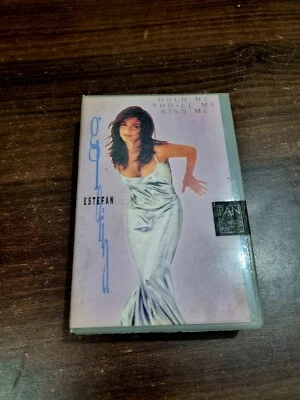 HOLD ME
THRILL ME
KISS ME
gloria
ESTEFAN